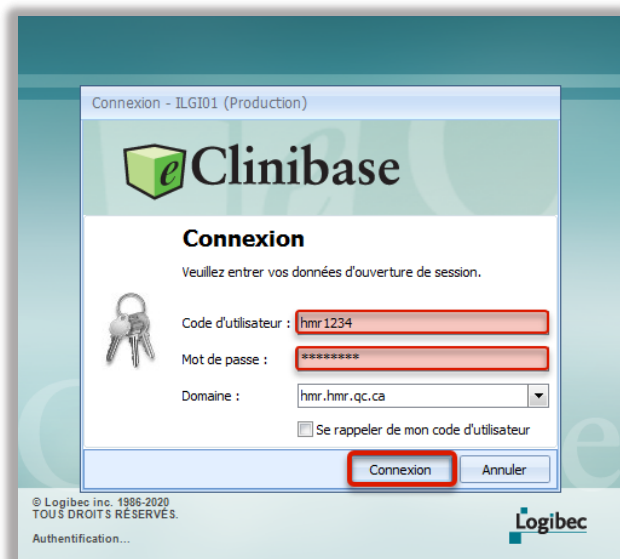 Connexion - ILGI01 (Production)
eClinibase
Connexion
Veuillez entrer vos données d'ouverture de session.
Code d'utilisateur : hmr1234
Mot de passe : ********
Domaine : hmr.hmr.qc.ca
Se rappeler de mon code d'utilisateur
Connexion Annuler
© Logibec inc. 1986-2020
TOUS DROITS RÉSERVÉS.
Logibec
Authentification...